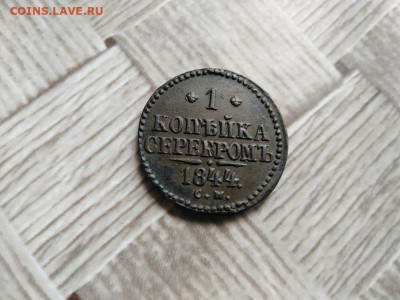 COINS.LAVE.RU
1
КОПѢЙКА
СЕРЕБРОМЪ
1844.
С.М.